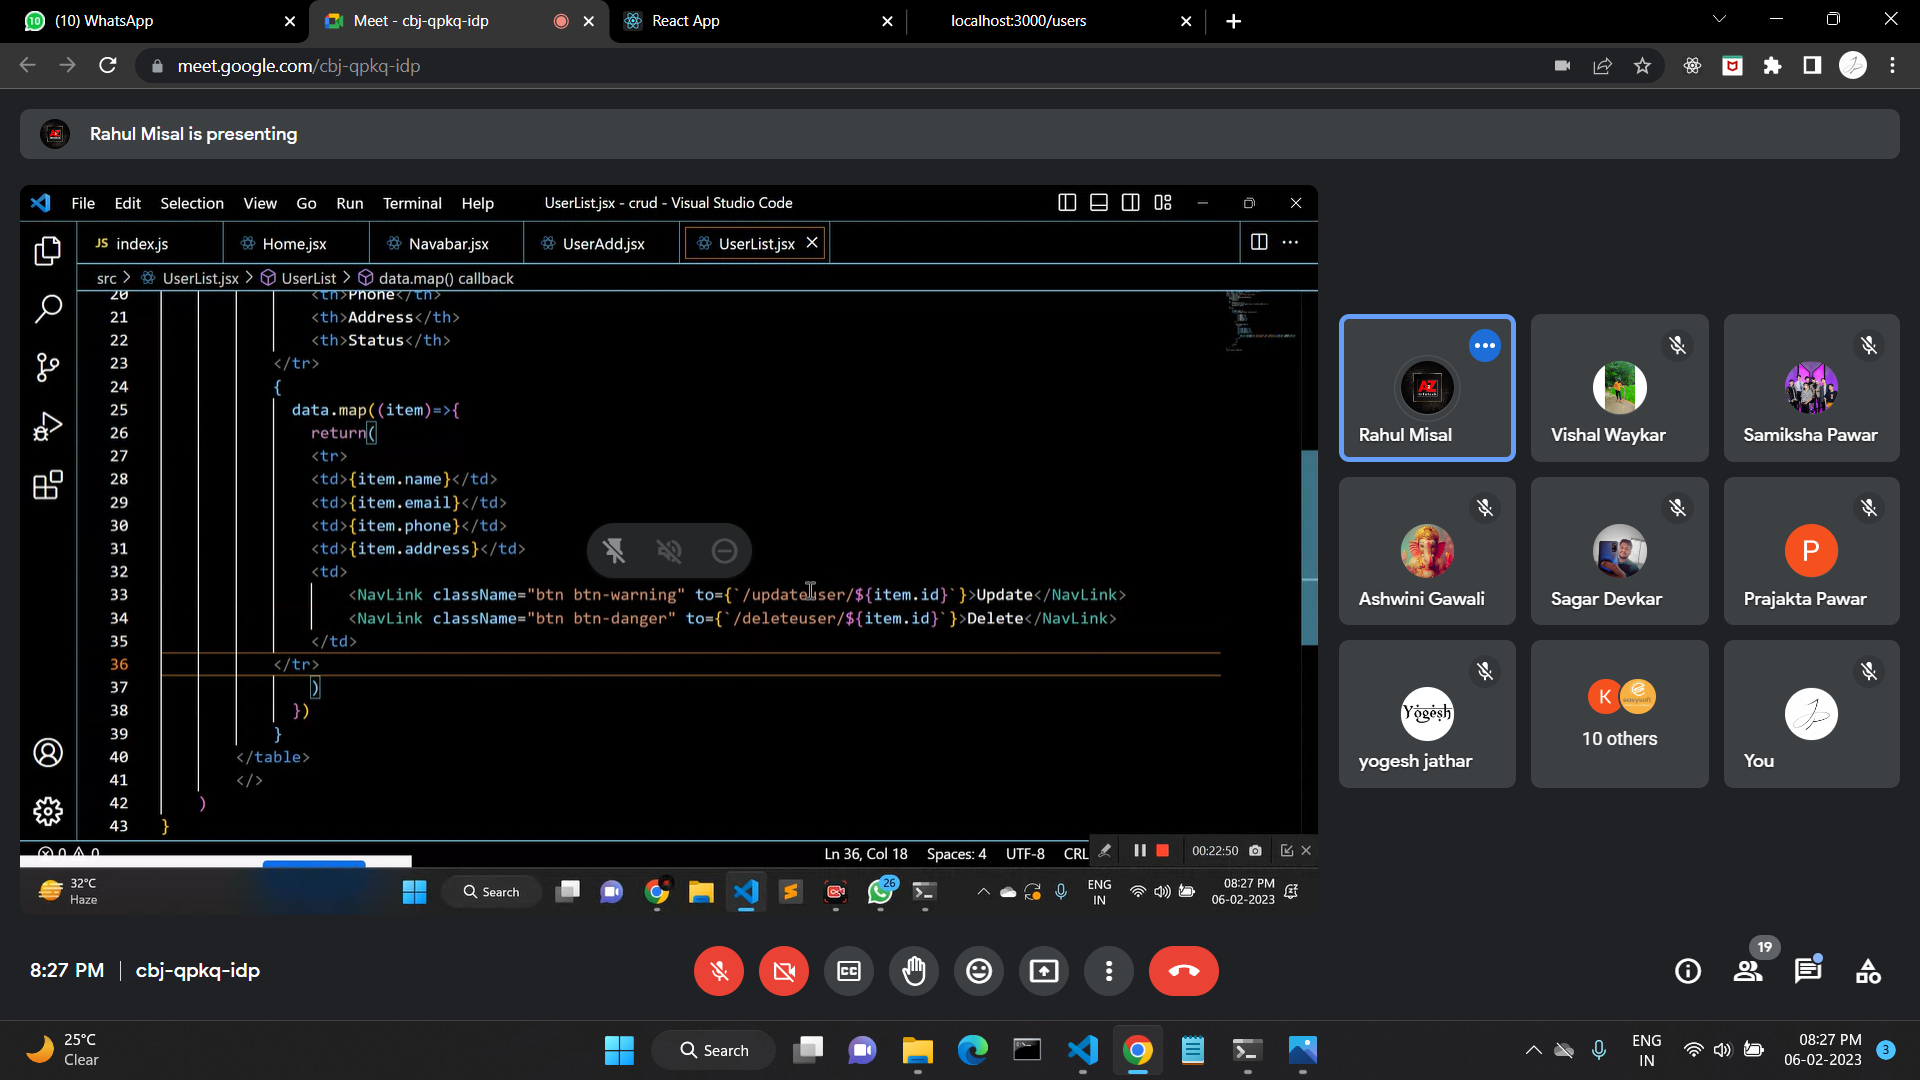 (10) WhatsApp
Meet - cbj-qpkq-idp
React App
localhost:3000/users
meet.google.com/cbj-qpkq-idp
Rahul Misal is presenting
File Edit Selection View Go Run Terminal Help
UserList.jsx - crud - Visual Studio Code
JS index.js
Home.jsx
Navabar.jsx
UserAdd.jsx
UserList.jsx
src > UserList.jsx > UserList > data.map() callback
20 <th>Phone</th>
21 <th>Address</th>
22 <th>Status</th>
23 </tr>
24 {
25 data.map((item)=>{
26 return(
27 <tr>
28 <td>{item.name}</td>
29 <td>{item.email}</td>
30 <td>{item.phone}</td>
31 <td>{item.address}</td>
32 <td>
33 <NavLink className="btn btn-warning" to={`/updateuser/${item.id}`}>Update</NavLink>
34 <NavLink className="btn btn-danger" to={`/deleteuser/${item.id}`}>Delete</NavLink>
35 </td>
36 </tr>
37 )
38 })
39 }
40 </table>
41 </>
42 )
43 }
0 0
Ln 36, Col 18 Spaces: 4 UTF-8 CRL
00:22:50
32°C
Haze
Search
26
ENG
IN
08:27 PM
06-02-2023
Rahul Misal
Vishal Waykar
Samiksha Pawar
Ashwini Gawali
Sagar Devkar
P
Prajakta Pawar
Yogesh
yogesh jathar
K
10 others
You
8:27 PM | cbj-qpkq-idp
CC
19
25°C
Clear
Search
ENG
IN
08:27 PM
06-02-2023
3